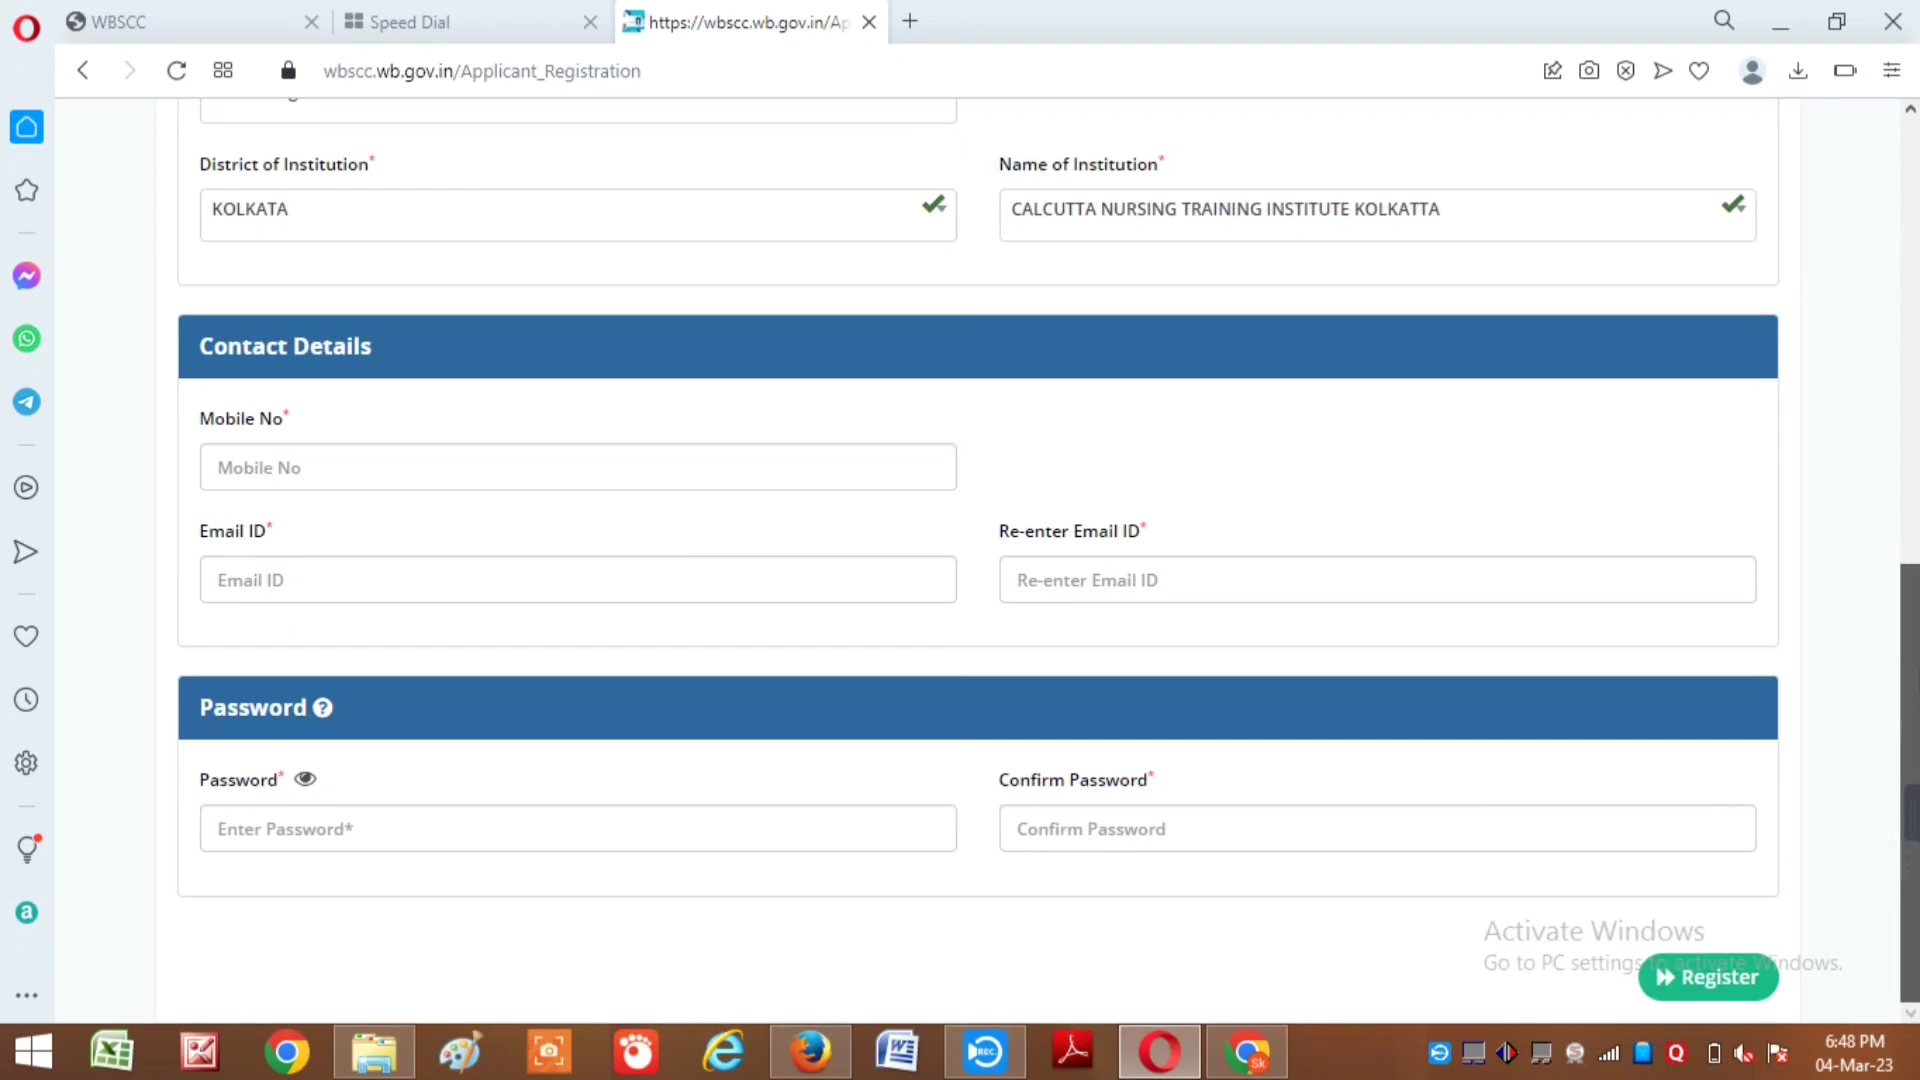 WBSCC
Speed Dial
https://wbscc.wb.gov.in/Ap
wbscc.wb.gov.in/Applicant_Registration
District of Institution*
Name of Institution*
KOLKATA
CALCUTTA NURSING TRAINING INSTITUTE KOLKATTA
Contact Details
Mobile No*
Mobile No
Email ID*
Re-enter Email ID*
Email ID
Re-enter Email ID
Password ?
Password*
Confirm Password*
Enter Password*
Confirm Password
Activate Windows
Go to PC settings to activate Windows.
Register
REC
Sk
6:48 PM
04-Mar-23